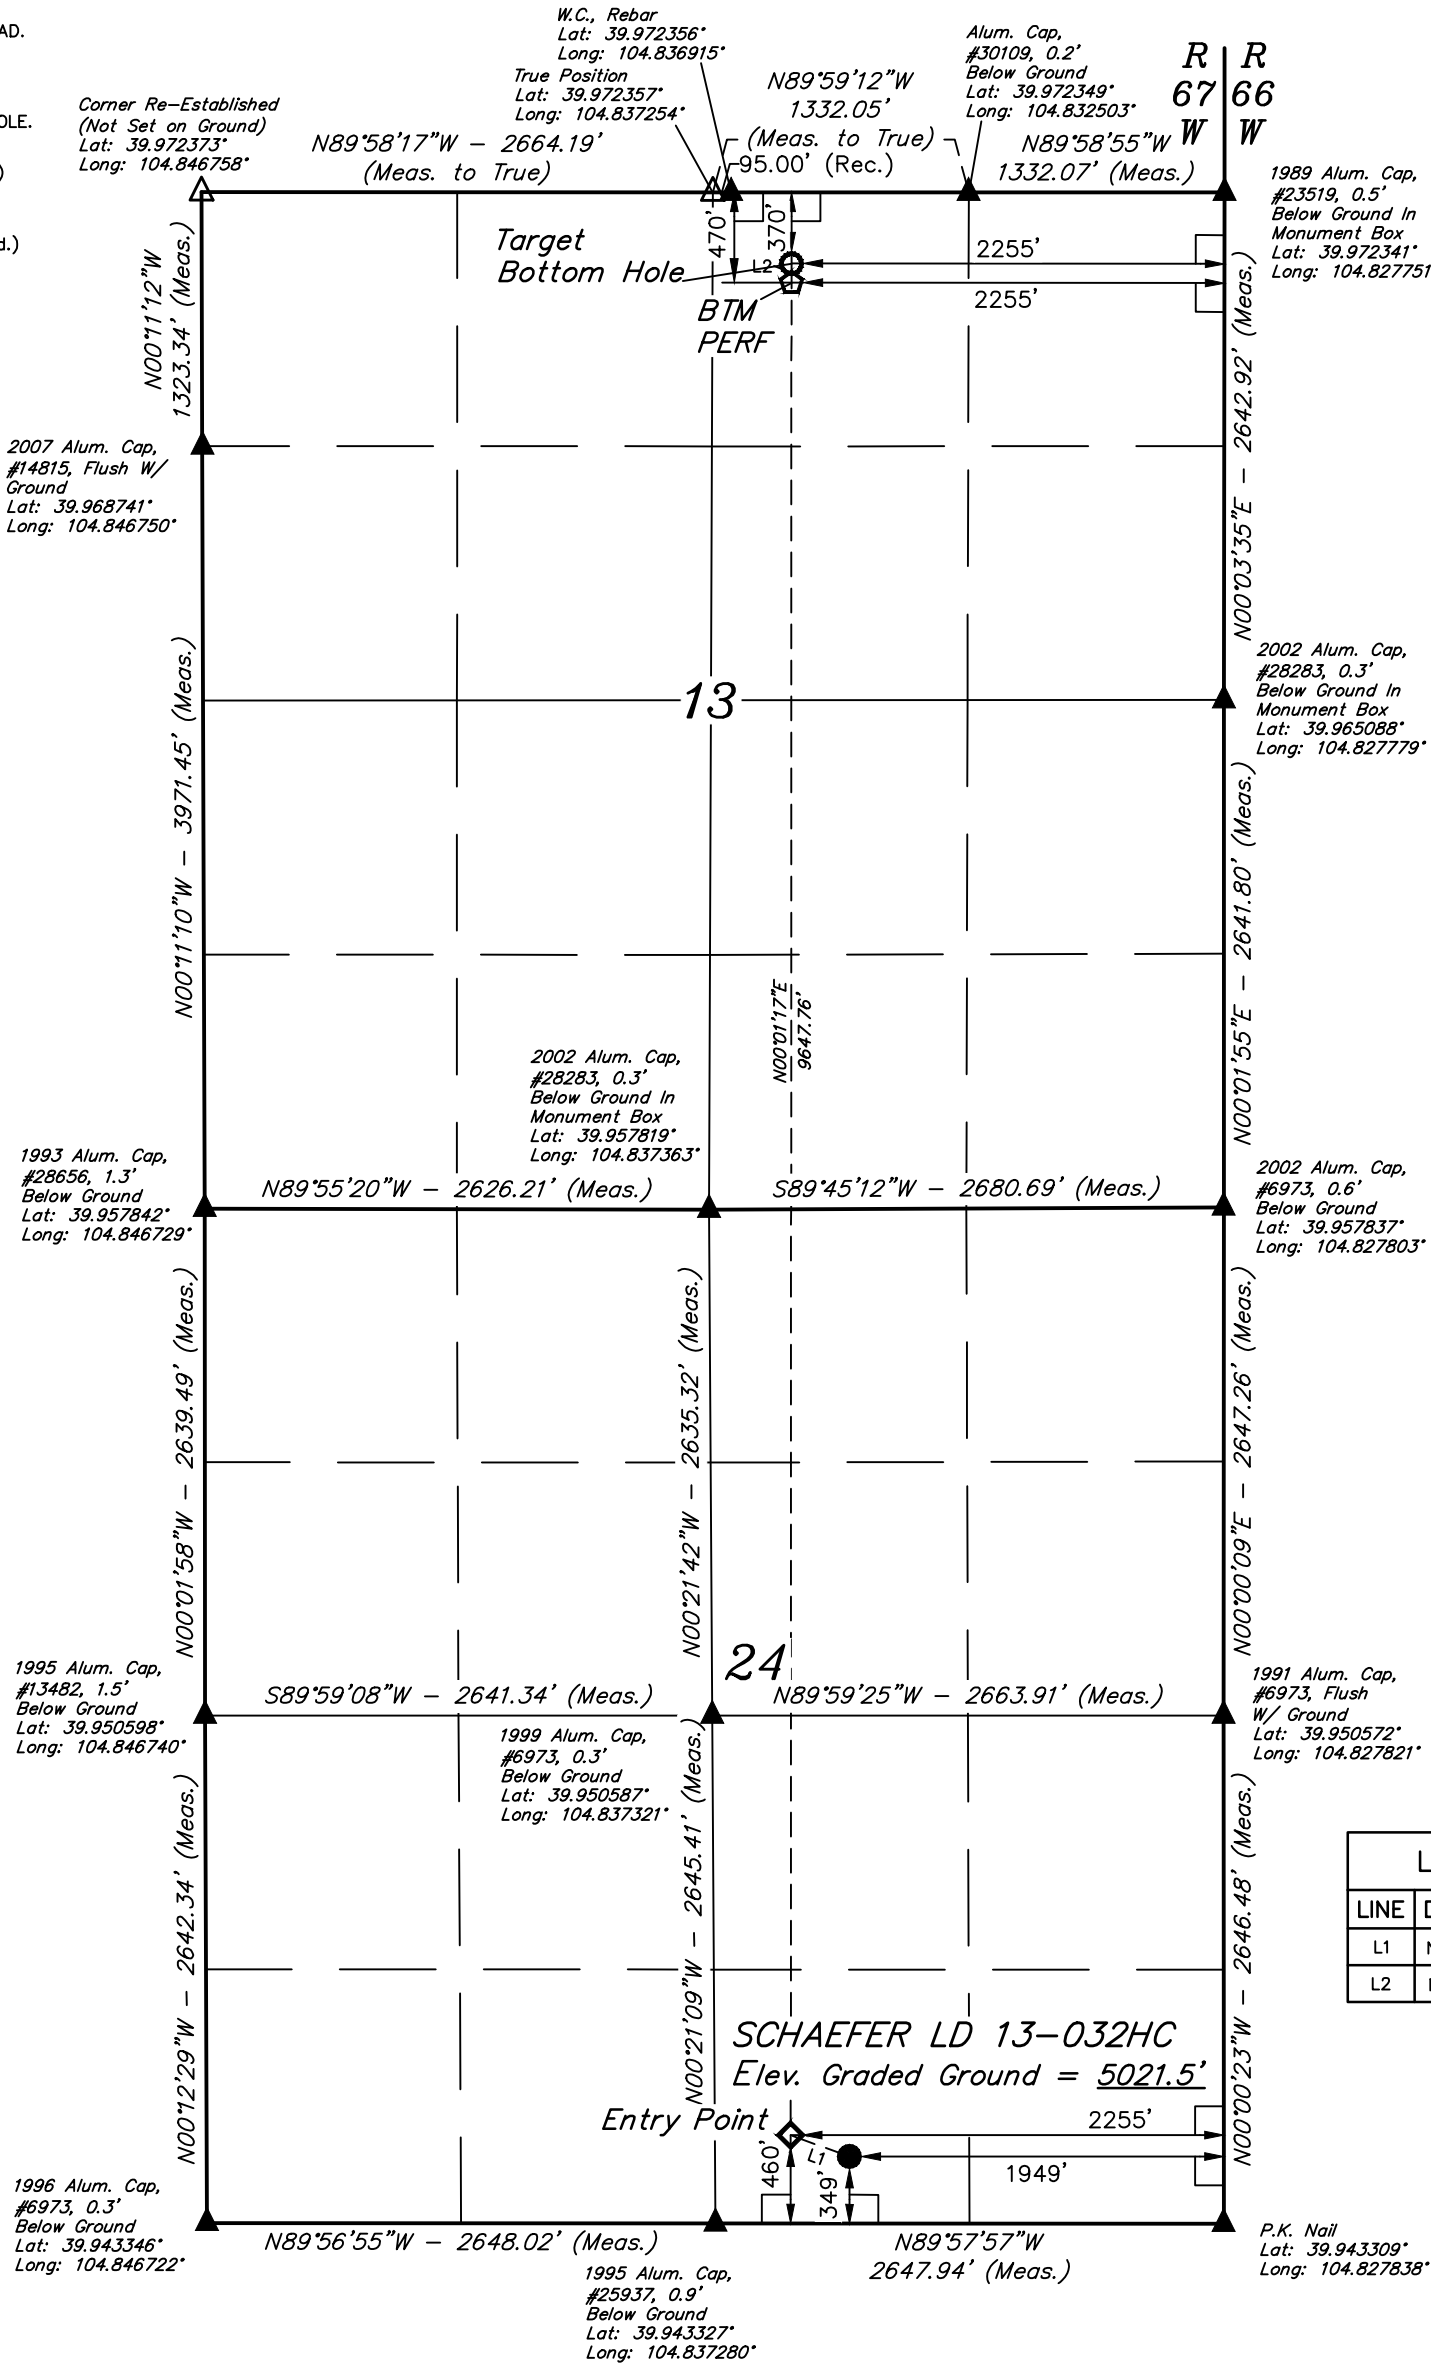 AD.
OLE.
)
d.)
W.C., Rebar
Lat: 39.972356°
Long: 104.836915°
True Position
Lat: 39.972357°
Long: 104.837254°
Alum. Cap,
#30109, 0.2'
Below Ground
Lat: 39.972349°
Long: 104.832503°
R R
67 66
W W
Corner Re-Established
(Not Set on Ground)
Lat: 39.972373°
Long: 104.846758°
N89°58'17"W - 2664.19'
(Meas. to True)
N89°59'12"W
1332.05'
(Meas. to True)
95.00' (Rec.)
N89°58'55"W
1332.07' (Meas.)
1989 Alum. Cap,
#23519, 0.5'
Below Ground In
Monument Box
Lat: 39.972341°
Long: 104.827751°
N00°11'12"W
1323.34' (Meas.)
Target
Bottom Hole
470'
370'
L2
2255'
2255'
BTM
PERF
N00°03'35"E - 2642.92' (Meas.)
2007 Alum. Cap,
#14815, Flush W/
Ground
Lat: 39.968741°
Long: 104.846750°
2002 Alum. Cap,
#28283, 0.3'
Below Ground In
Monument Box
Lat: 39.965088°
Long: 104.827779°
13
N00°11'10"W - 3971.45' (Meas.)
N00°01'55"E - 2641.80' (Meas.)
N00°01'17"E
9647.76'
2002 Alum. Cap,
#28283, 0.3'
Below Ground In
Monument Box
Lat: 39.957819°
Long: 104.837363°
1993 Alum. Cap,
#28656, 1.3'
Below Ground
Lat: 39.957842°
Long: 104.846729°
N89°55'20"W - 2626.21' (Meas.)
S89°45'12"W - 2680.69' (Meas.)
2002 Alum. Cap,
#6973, 0.6'
Below Ground
Lat: 39.957837°
Long: 104.827803°
N00°01'58"W - 2639.49' (Meas.)
N00°21'42"W - 2635.32' (Meas.)
N00°00'09"E - 2647.26' (Meas.)
24
1995 Alum. Cap,
#13482, 1.5'
Below Ground
Lat: 39.950598°
Long: 104.846740°
S89°59'08"W - 2641.34' (Meas.)
N89°59'25"W - 2663.91' (Meas.)
1991 Alum. Cap,
#6973, Flush
W/ Ground
Lat: 39.950572°
Long: 104.827821°
1999 Alum. Cap,
#6973, 0.3'
Below Ground
Lat: 39.950587°
Long: 104.837321°
N00°12'29"W - 2642.34' (Meas.)
N00°21'09"W - 2645.41' (Meas.)
N00°00'23"W - 2646.48' (Meas.)
L
LINE
L1
L2
SCHAEFER LD 13-032HC
Elev. Graded Ground = 5021.5'
Entry Point
2255'
L1
460'
349'
1949'
1996 Alum. Cap,
#6973, 0.3'
Below Ground
Lat: 39.943346°
Long: 104.846722°
N89°56'55"W - 2648.02' (Meas.)
N89°57'57"W
2647.94' (Meas.)
P.K. Nail
Lat: 39.943309°
Long: 104.827838°
1995 Alum. Cap,
#25937, 0.9'
Below Ground
Lat: 39.943327°
Long: 104.837280°